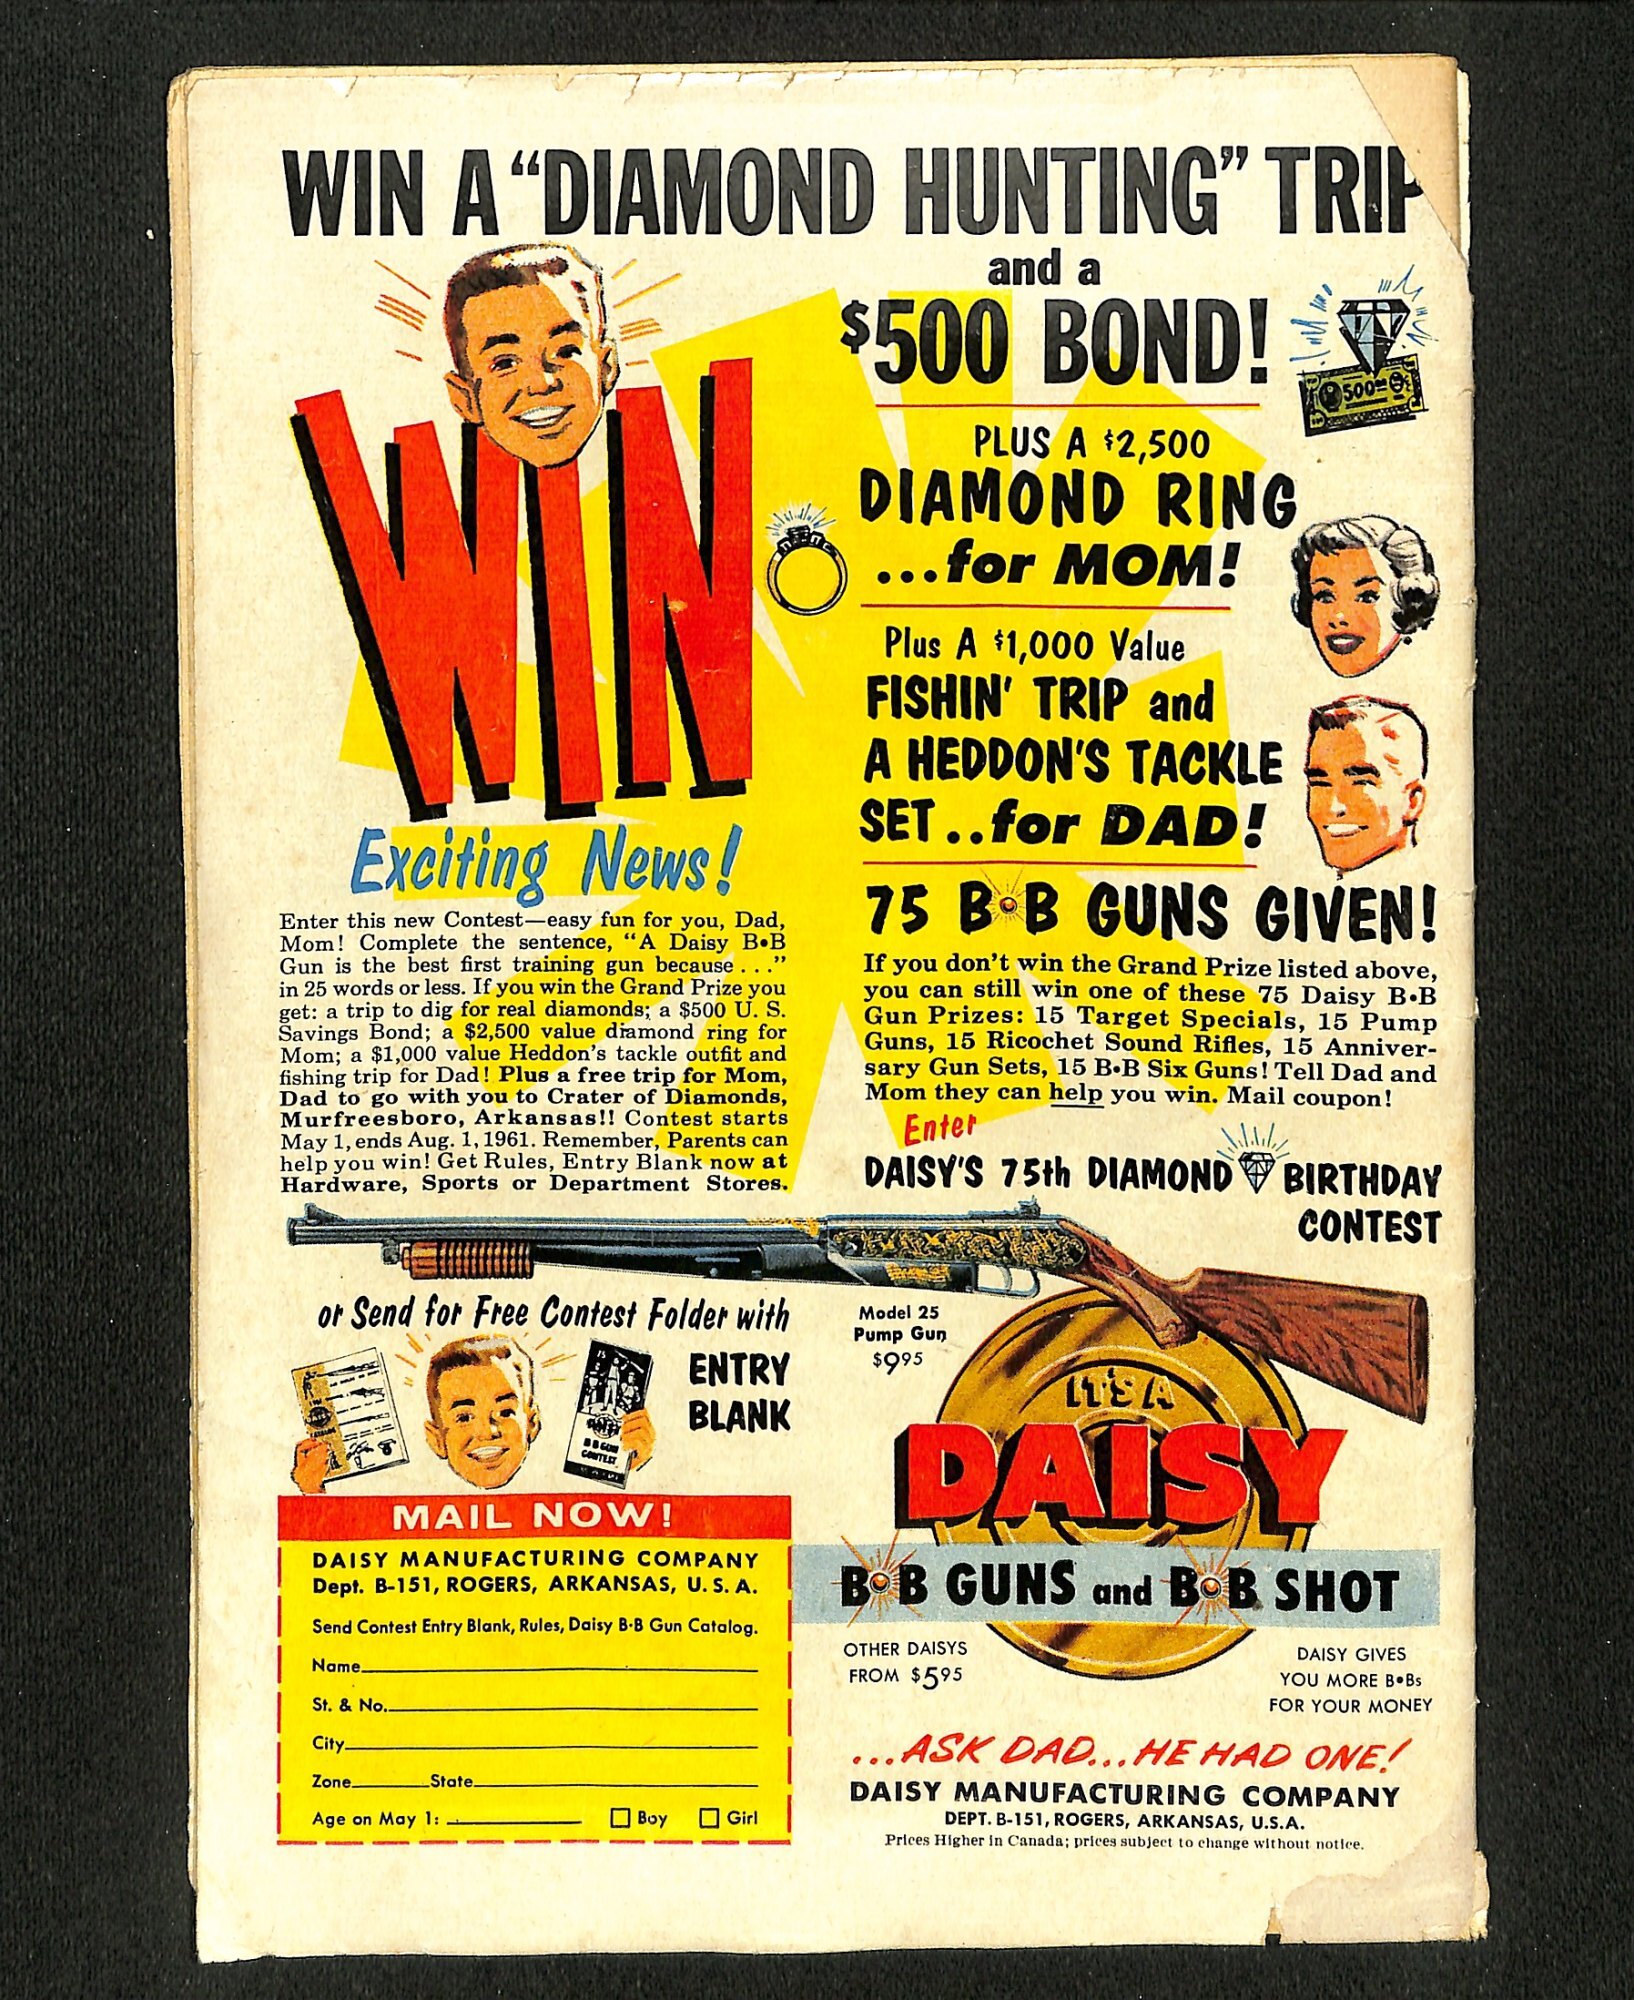 WIN A “DIAMOND HUNTING” TRIP
and a
$500 BOND!
500
WIN
PLUS A $2,500
DIAMOND RING
...for MOM!
Plus A $1,000 Value
FISHIN’ TRIP and
A HEDDON’S TACKLE
SET..for DAD!
Exciting News!
Enter this new Contest—easy fun for you, Dad,
Mom! Complete the sentence, “A Daisy B•B
Gun is the best first training gun because ...”
in 25 words or less. If you win the Grand Prize you
get: a trip to dig for real diamonds; a $500 U. S.
Savings Bond; a $2,500 value diamond ring for
Mom; a $1,000 value Heddon’s tackle outfit and
fishing trip for Dad! Plus a free trip for Mom,
Dad to go with you to Crater of Diamonds,
Murfreesboro, Arkansas!! Contest starts
May 1, ends Aug. 1, 1961. Remember, Parents can
help you win! Get Rules, Entry Blank now at
Hardware, Sports or Department Stores.
75 B•B GUNS GIVEN!
If you don’t win the Grand Prize listed above,
you can still win one of these 75 Daisy B•B
Gun Prizes: 15 Target Specials, 15 Pump
Guns, 15 Ricochet Sound Rifles, 15 Anniver-
sary Gun Sets, 15 B•B Six Guns! Tell Dad and
Mom they can help you win. Mail coupon!
Enter
DAISY’S 75th DIAMOND BIRTHDAY
CONTEST
or Send for Free Contest Folder with
ENTRY
BLANK
B B GUN
CONTEST
Model 25
Pump Gun
$9.95
IT'S A
DAISY
B•B GUNS and B•B SHOT
MAIL NOW!
DAISY MANUFACTURING COMPANY
Dept. B-151, ROGERS, ARKANSAS, U. S. A.
Send Contest Entry Blank, Rules, Daisy B•B Gun Catalog.
Name
St. & No.
City
Zone State
Age on May 1: Boy Girl
OTHER DAISYS
FROM $5.95
DAISY GIVES
YOU MORE B•Bs
FOR YOUR MONEY
...ASK DAD...HE HAD ONE!
DAISY MANUFACTURING COMPANY
DEPT. B-151, ROGERS, ARKANSAS, U.S.A.
Prices Higher in Canada; prices subject to change without notice.